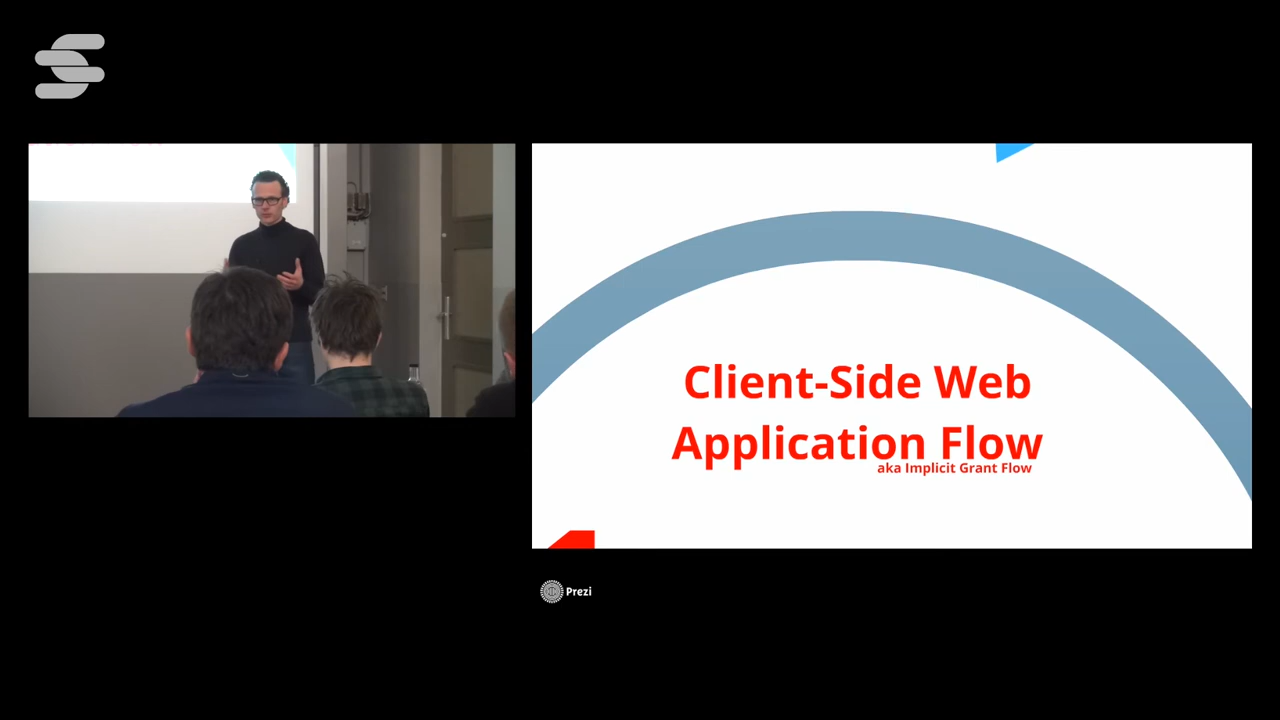 Client-Side Web
Application Flow
aka Implicit Grant Flow
Prezi